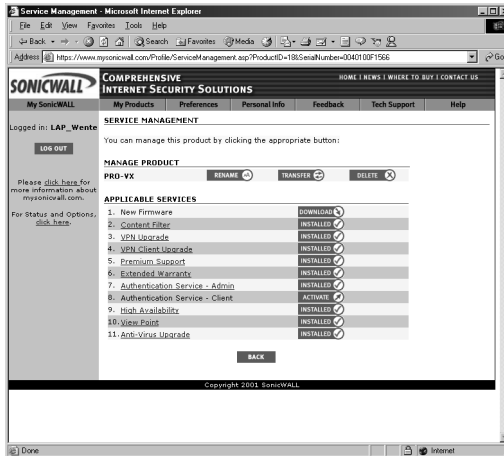 Service Management - Microsoft Internet Explorer
File Edit View Favorites Tools Help
Back Search Favorites Media
Address https://www.mysonicwall.com/Profile/ServiceManagement.asp?ProductID=18&SerialNumber=0040100F1566 Go
SONICWALL
COMPREHENSIVE
INTERNET SECURITY SOLUTIONS
HOME | NEWS | WHERE TO BUY | CONTACT US
My SonicWALL My Products Preferences Personal Info Feedback Tech Support Help
Logged in: LAP_Wente
LOG OUT
Please click here for
more information about
mysonicwall.com.
For Status and Options,
click here.
SERVICE MANAGEMENT
You can manage this product by clicking the appropriate button:
MANAGE PRODUCT
PRO-VX RENAME TRANSFER DELETE
APPLICABLE SERVICES
1. New Firmware DOWNLOAD
2. Content Filter INSTALLED
3. VPN Upgrade INSTALLED
4. VPN Client Upgrade INSTALLED
5. Premium Support INSTALLED
6. Extended Warranty INSTALLED
7. Authentication Service - Admin INSTALLED
8. Authentication Service - Client ACTIVATE
9. High Availability INSTALLED
10. View Point INSTALLED
11. Anti-Virus Upgrade INSTALLED
BACK
Copyright 2001 SonicWALL
Done Internet